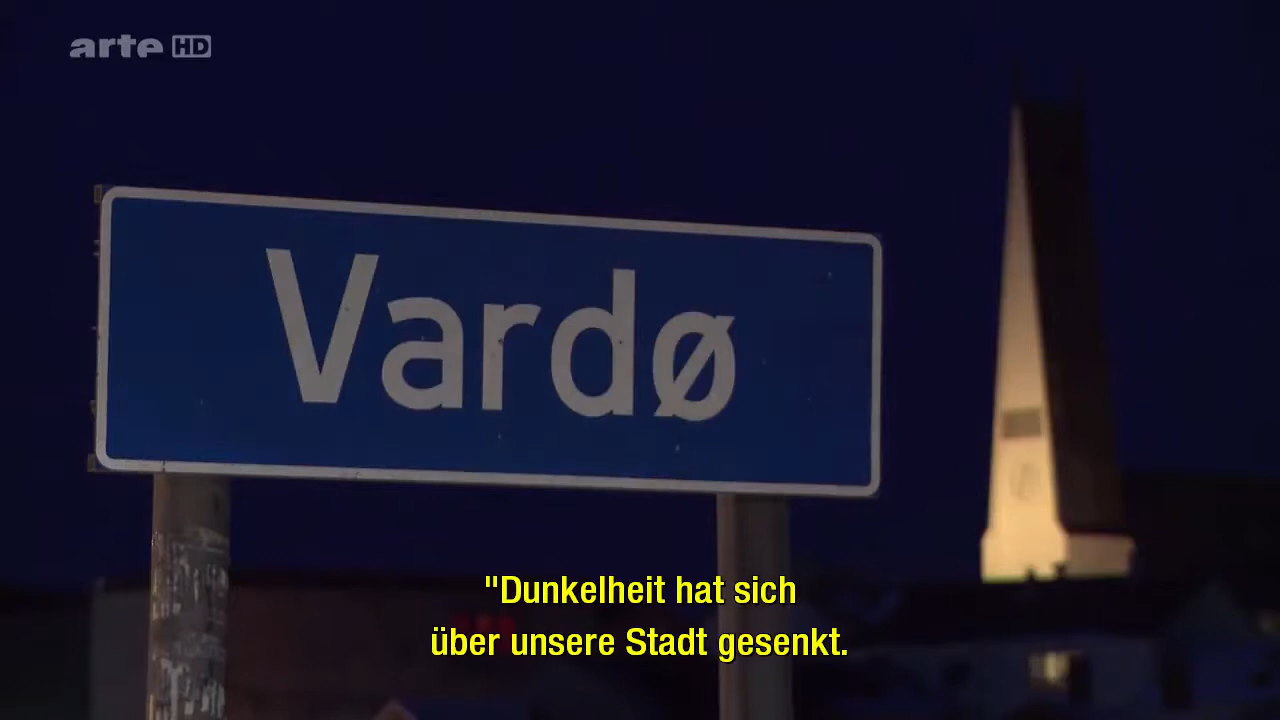 arte HD
Vardø
"Dunkelheit hat sich
über unsere Stadt gesenkt.